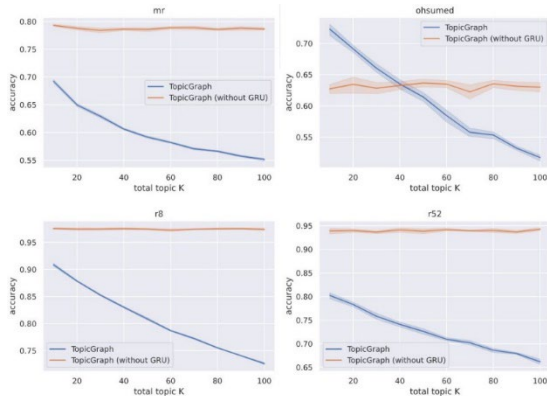 mr
0.80
0.75
0.70
0.65
0.60
0.55
accuracy
TopicGraph
TopicGraph (without GRU)
20 40 60 80 100
total topic K
ohsumed
0.70
0.65
0.60
0.55
accuracy
TopicGraph
TopicGraph (without GRU)
20 40 60 80 100
total topic K
r8
0.95
0.90
0.85
0.80
0.75
accuracy
TopicGraph
TopicGraph (without GRU)
20 40 60 80 100
total topic K
r52
0.95
0.90
0.85
0.80
0.75
0.70
0.65
accuracy
TopicGraph
TopicGraph (without GRU)
20 40 60 80 100
total topic K